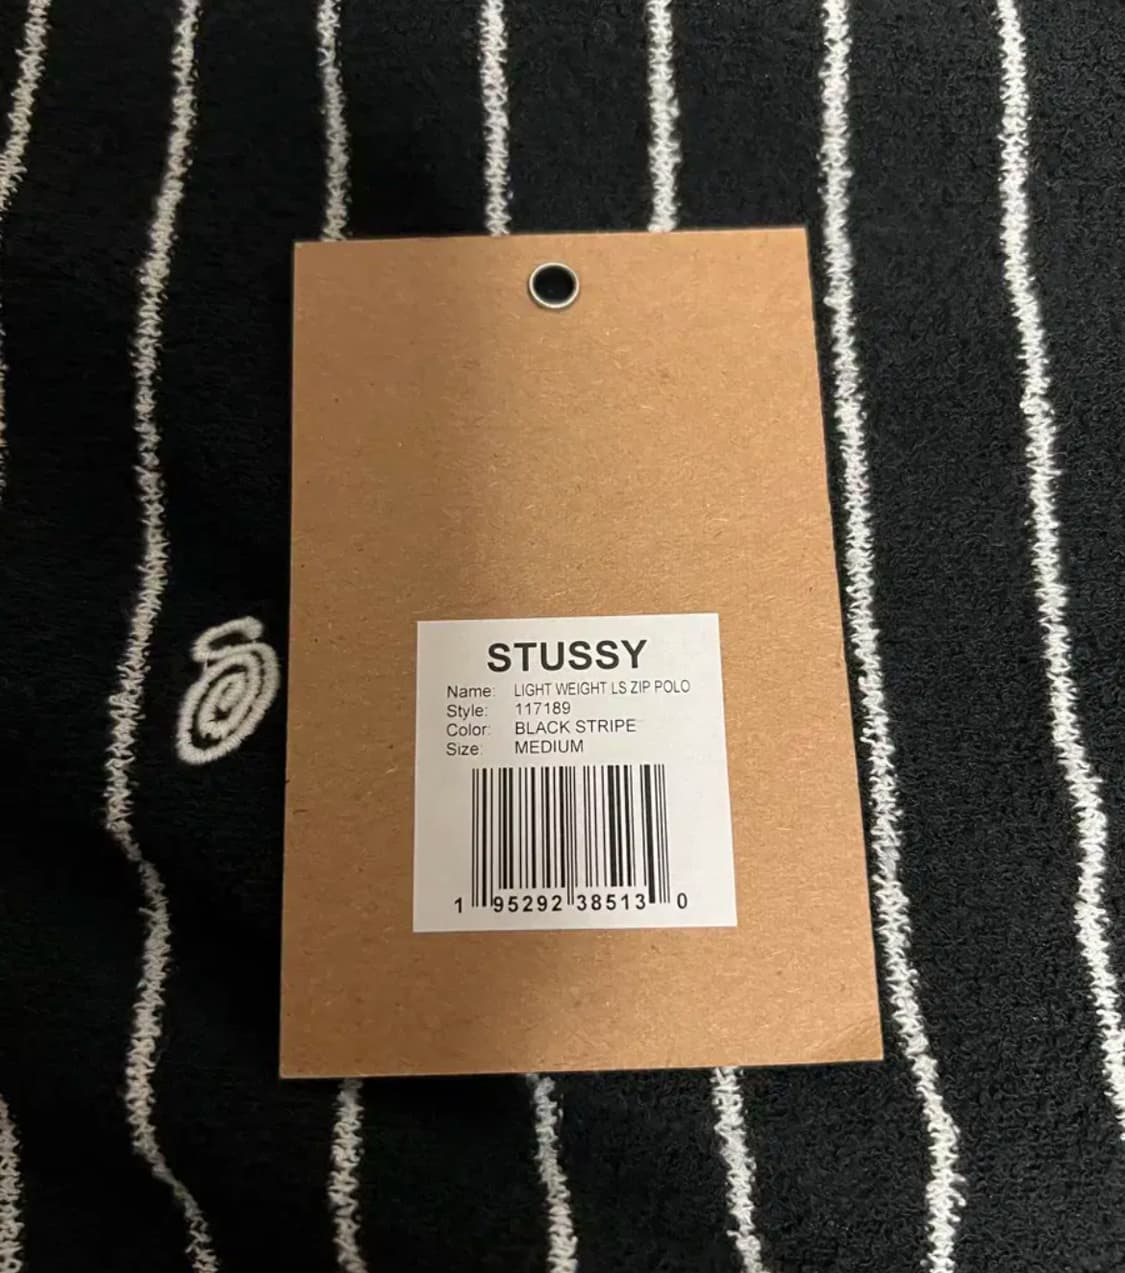 STUSSY
Name: LIGHT WEIGHT LS ZIP POLO
Style: 117189
Color: BLACK STRIPE
Size: MEDIUM
1 95292 38513 0